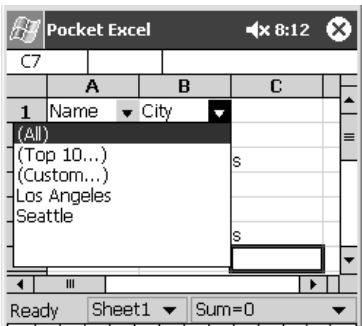 Pocket Excel 8:12
C7
A B C
1 Name City
(All)
(Top 10...)
(Custom...)
s
Los Angeles
Seattle
s
Ready Sheet1 Sum=0